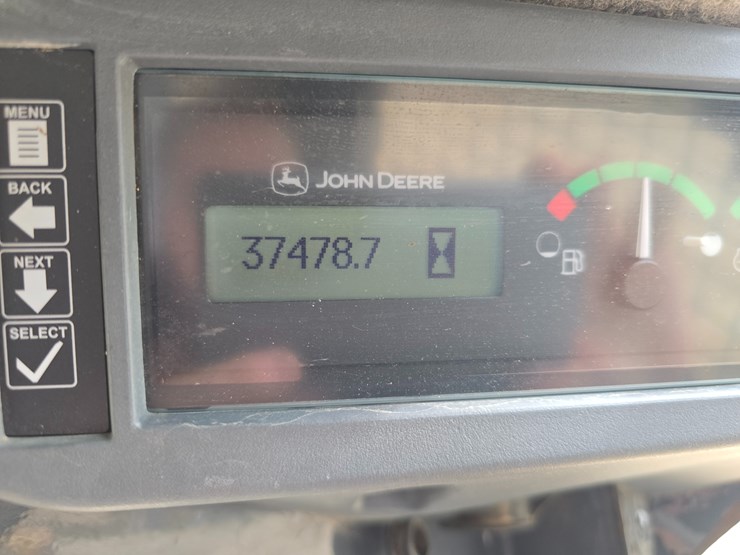 MENU
BACK
NEXT
SELECT
JOHN DEERE
37478.7